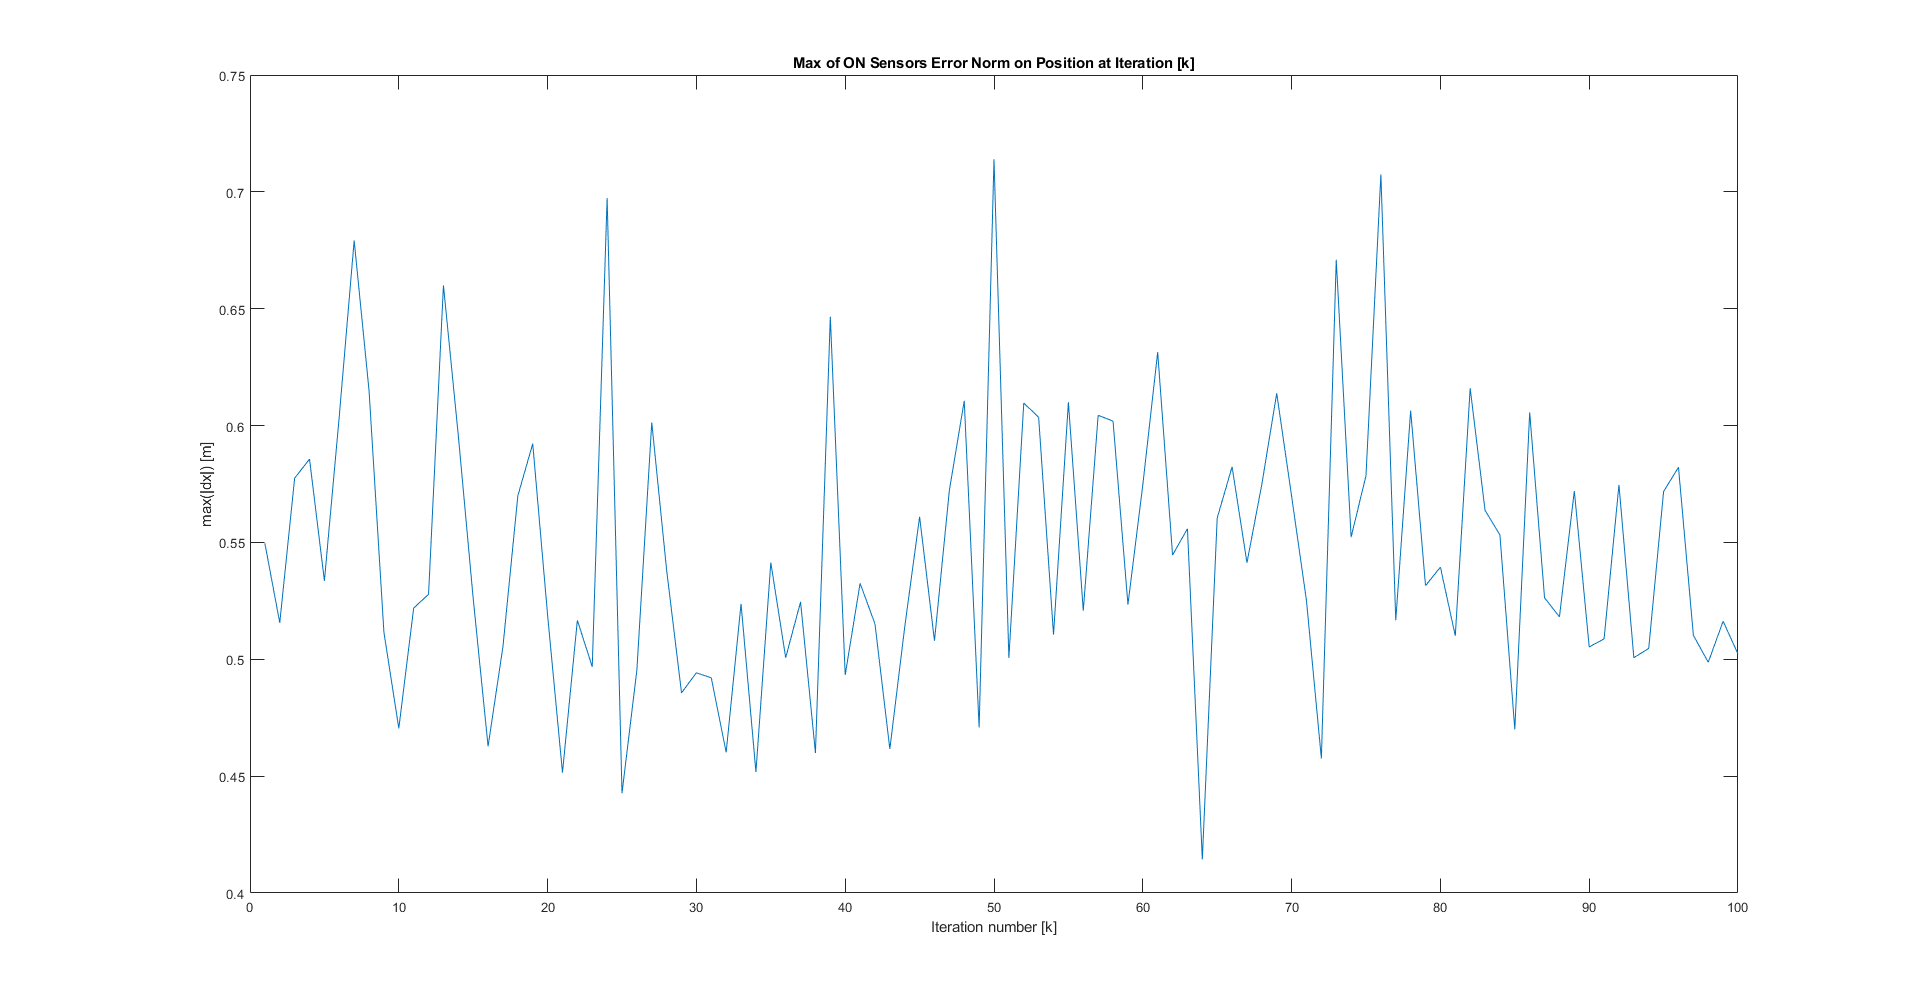 Max of ON Sensors Error Norm on Position at Iteration [k]
0.75
0.7
0.65
0.6
0.55
0.5
0.45
0.4
max(|dx|) [m]
0 10 20 30 40 50 60 70 80 90 100
Iteration number [k]